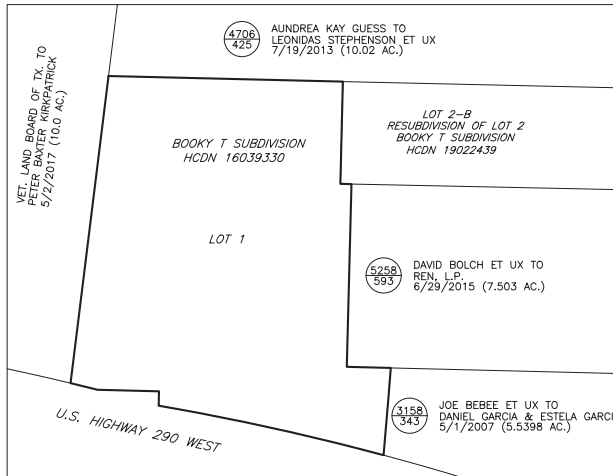 4706
425
AUNDREA KAY GUESS TO
LEONIDAS STEPHENSON ET UX
7/19/2013 (10.02 AC.)
VET. LAND BOARD OF TX. TO
PETER BAXTER KIRKPATRICK
5/2/2017 (10.0 AC.)
BOOKY T SUBDIVISION
HCDN 16039330
LOT 2-B
RESUBDIVISION OF LOT 2
BOOKY T SUBDIVISION
HCDN 19022439
LOT 1
5258
593
DAVID BOLCH ET UX TO
REN, L.P.
6/29/2015 (7.503 AC.)
3158
343
JOE BEBEE ET UX TO
DANIEL GARCIA & ESTELA GARCI
5/1/2007 (5.5398 AC.)
U.S. HIGHWAY 290 WEST